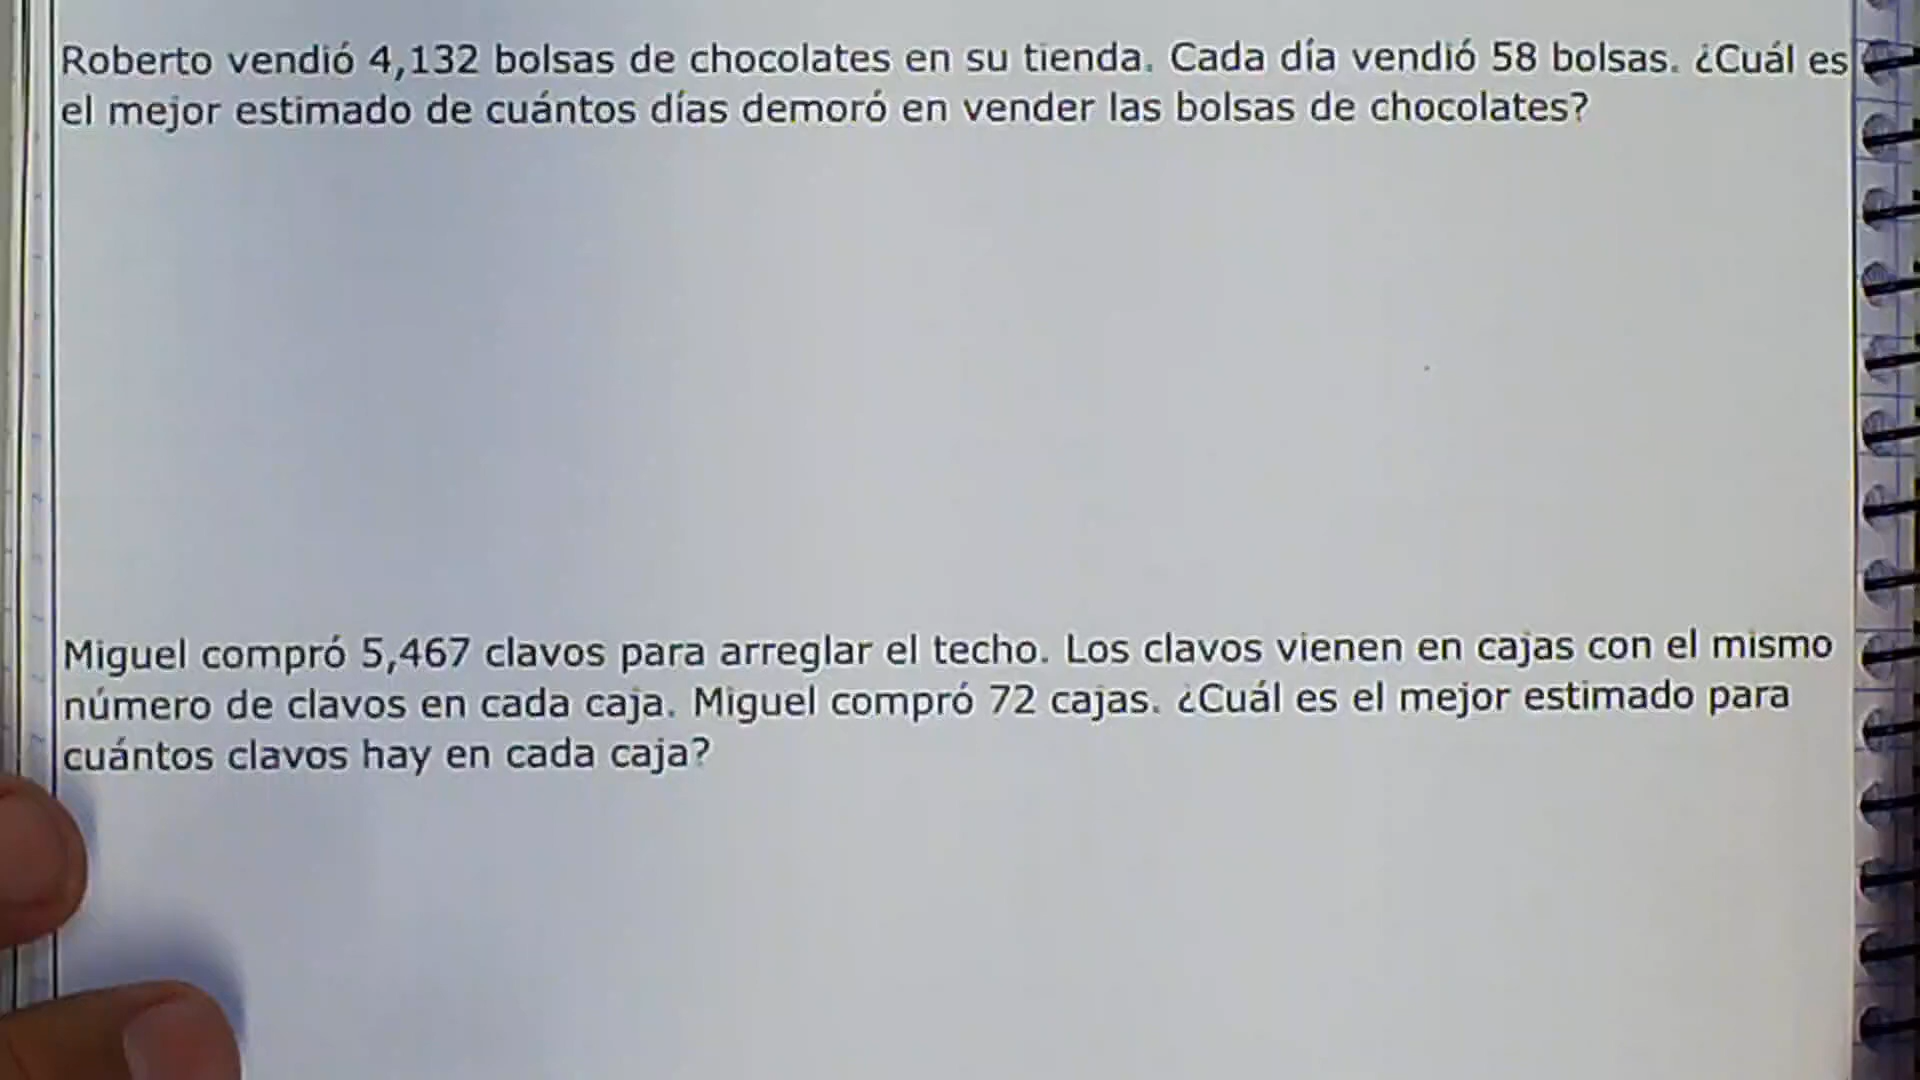 Roberto vendió 4,132 bolsas de chocolates en su tienda. Cada día vendió 58 bolsas. ¿Cuál es
el mejor estimado de cuántos días demoró en vender las bolsas de chocolates?
Miguel compró 5,467 clavos para arreglar el techo. Los clavos vienen en cajas con el mismo
número de clavos en cada caja. Miguel compró 72 cajas. ¿Cuál es el mejor estimado para
cuántos clavos hay en cada caja?